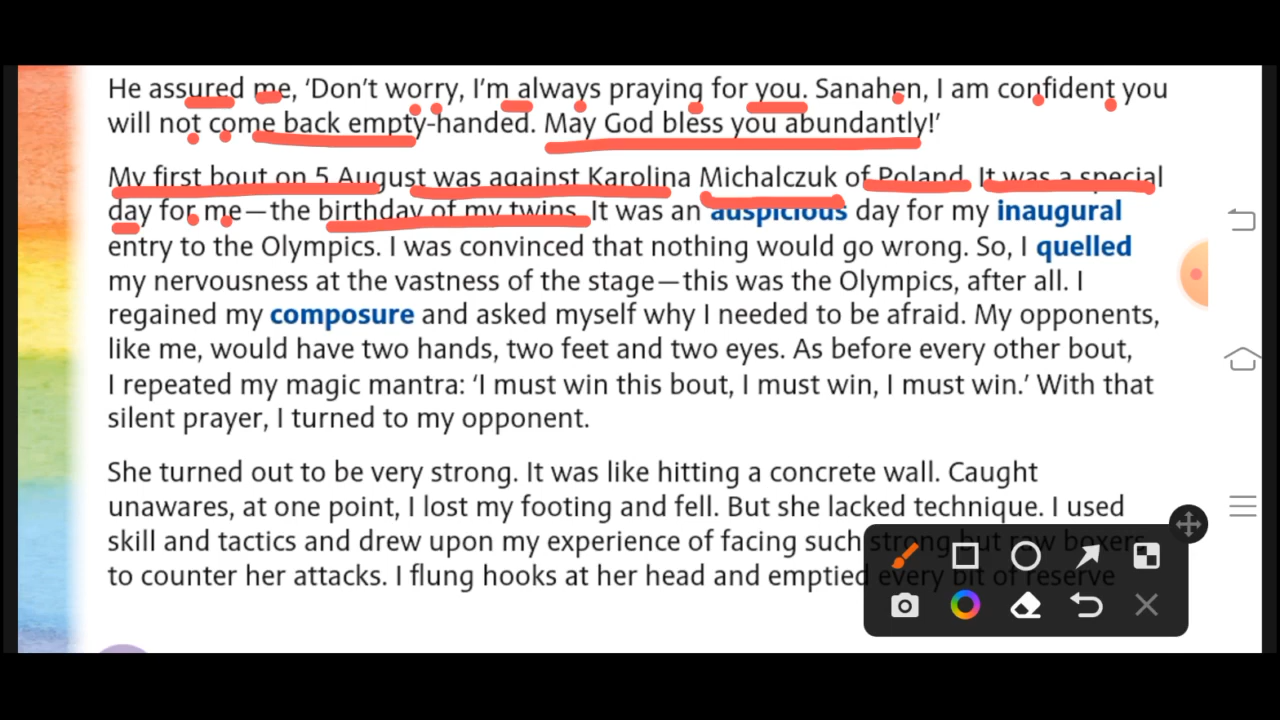 He assured me, ‘Don’t worry, I’m always praying for you. Sanahen, I am confident you
will not come back empty-handed. May God bless you abundantly!’
My first bout on 5 August was against Karolina Michalczuk of Poland. It was a special
day for me—the birthday of my twins. It was an auspicious day for my inaugural
entry to the Olympics. I was convinced that nothing would go wrong. So, I quelled
my nervousness at the vastness of the stage—this was the Olympics, after all. I
regained my composure and asked myself why I needed to be afraid. My opponents,
like me, would have two hands, two feet and two eyes. As before every other bout,
I repeated my magic mantra: ‘I must win this bout, I must win, I must win.’ With that
silent prayer, I turned to my opponent.
She turned out to be very strong. It was like hitting a concrete wall. Caught
unawares, at one point, I lost my footing and fell. But she lacked technique. I used
skill and tactics and drew upon my experience of facing such strong but raw boxers
to counter her attacks. I flung hooks at her head and emptied every bit of reserve